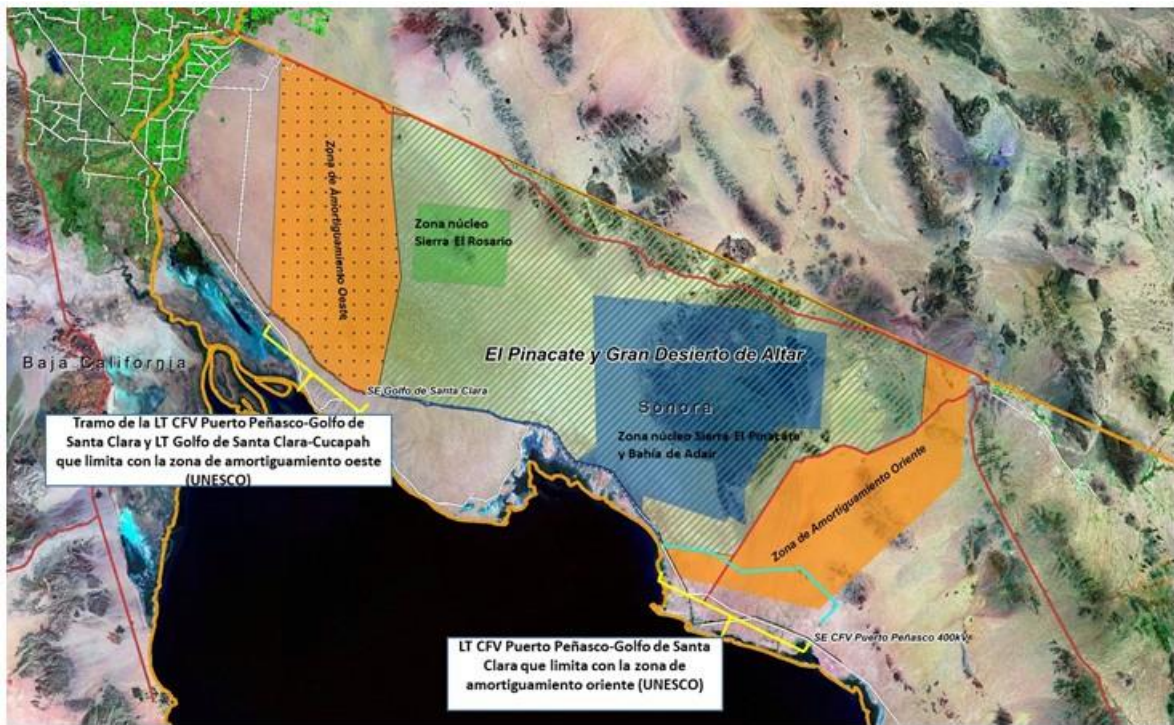 Zona de Amortiguamiento Oeste
Zona núcleo
Sierra El Rosario
Baja California
El Pinacate y Gran Desierto de Altar
SE Golfo de Santa Clara
Sonora
Tramo de la LT CFV Puerto Peñasco-Golfo de
Santa Clara y LT Golfo de Santa Clara-Cucapah
que limita con la zona de amortiguamiento oeste
(UNESCO)
Zona núcleo Sierra El Pinacate
y Bahía de Adair
Zona de Amortiguamiento Oriente
SE CFV Puerto Peñasco 400kV
LT CFV Puerto Peñasco-Golfo de Santa
Clara que limita con la zona de
amortiguamiento oriente (UNESCO)